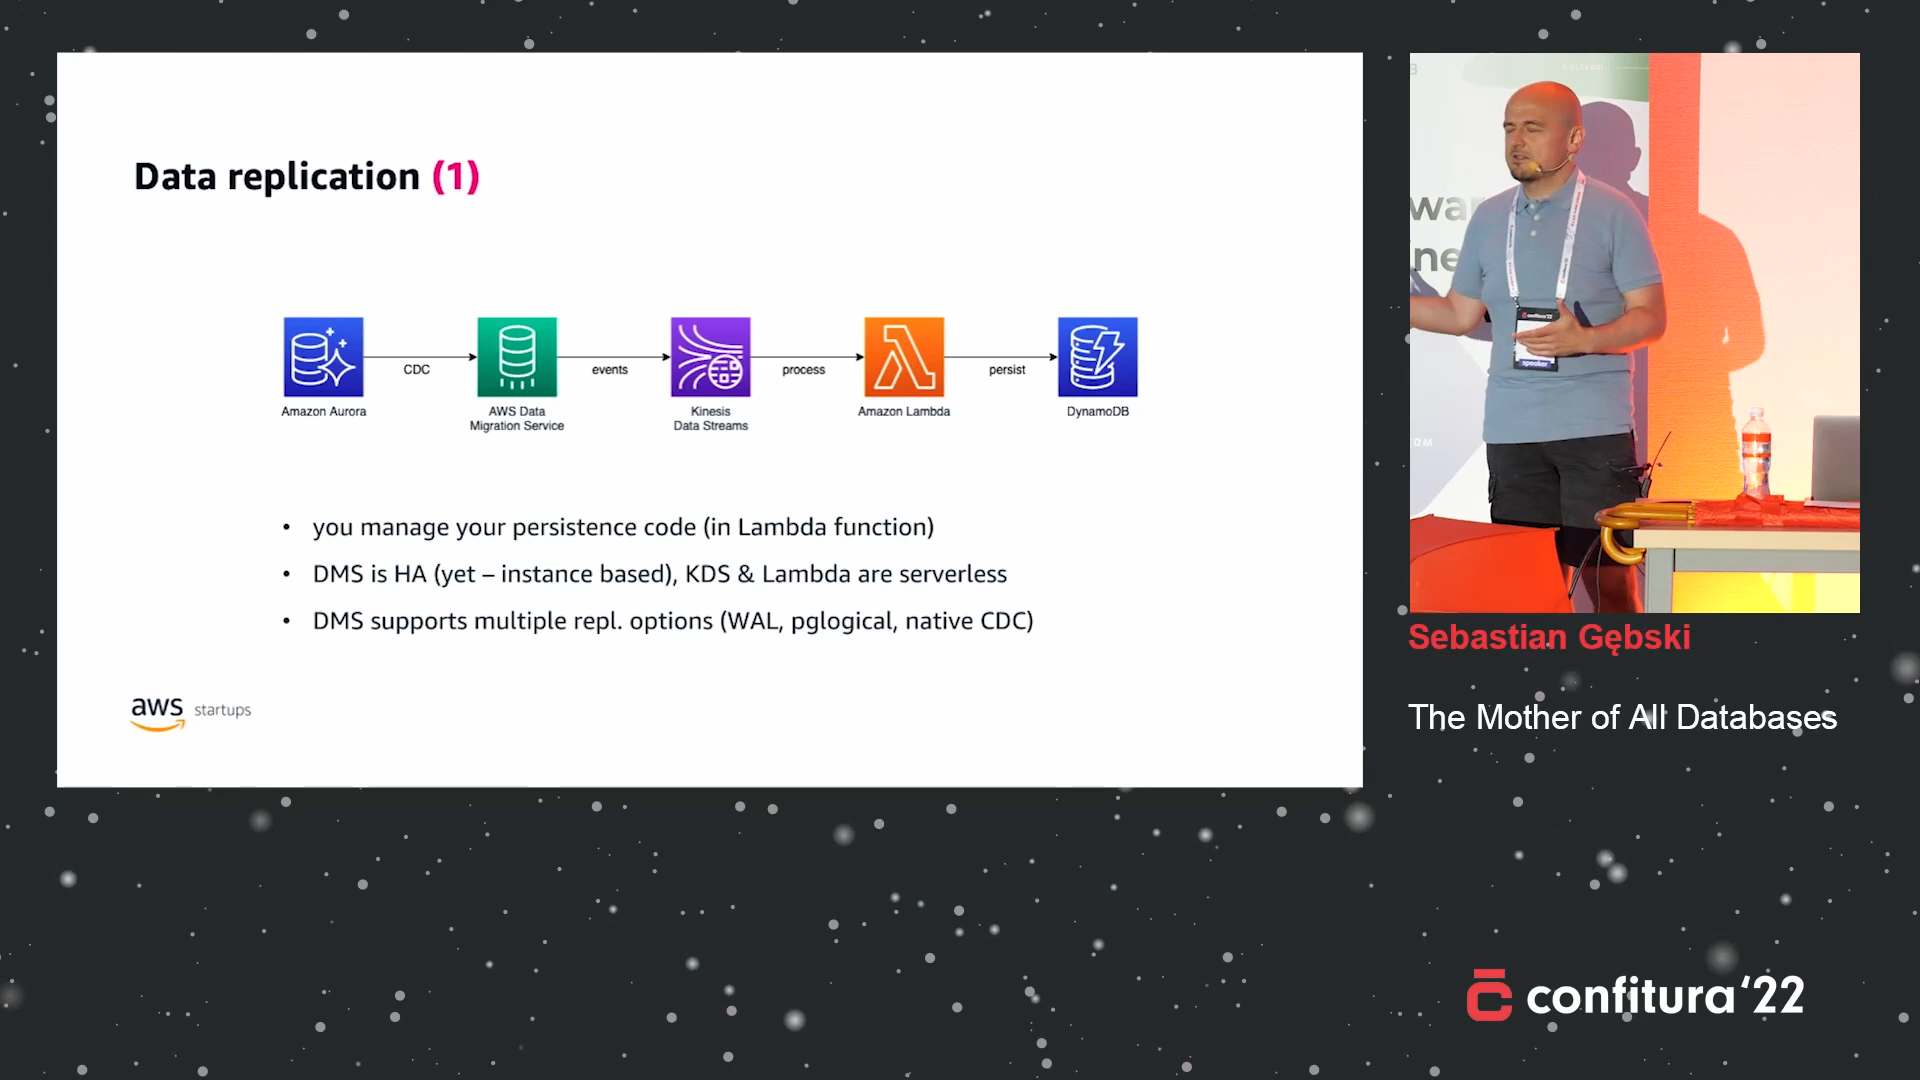 Data replication (1)
CDC
events
process
persist
Amazon Aurora
AWS Data
Migration Service
Kinesis
Data Streams
Amazon Lambda
DynamoDB
• you manage your persistence code (in Lambda function)
• DMS is HA (yet – instance based), KDS & Lambda are serverless
• DMS supports multiple repl. options (WAL, pglogical, native CDC)
aws startups
confitura '22
speaker
Sebastian Gębski
The Mother of All Databases
confitura '22